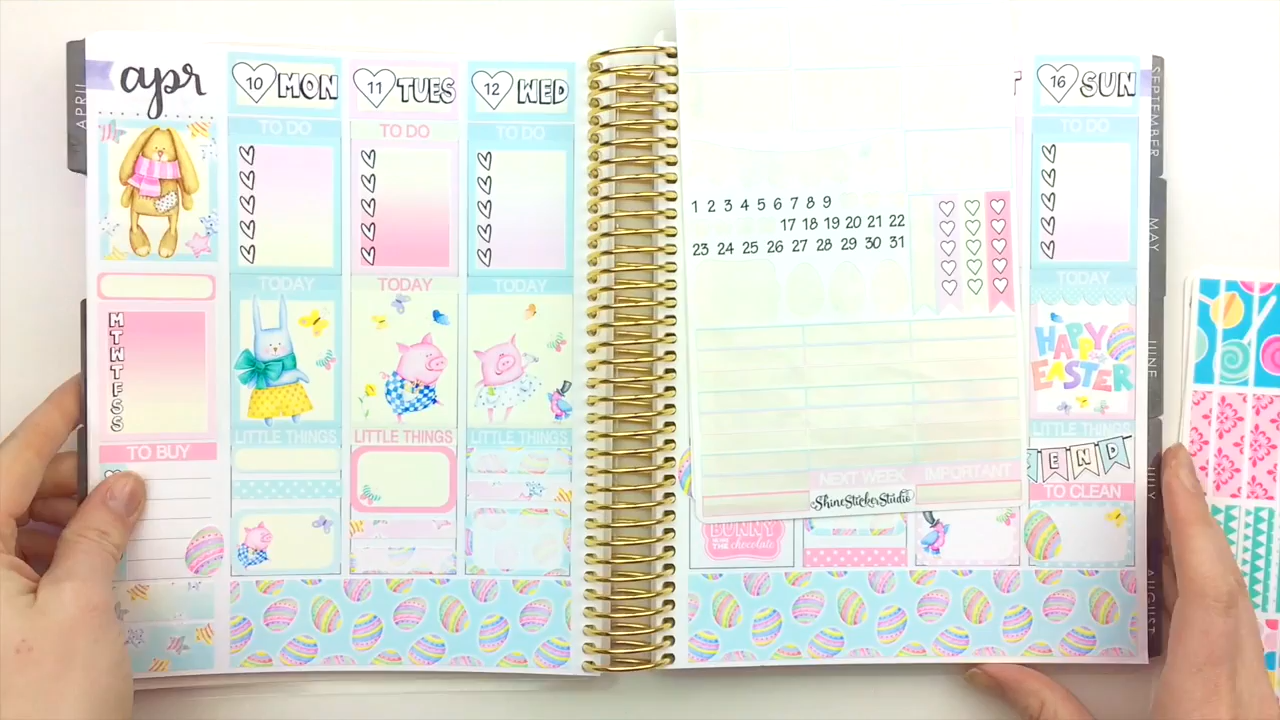 apr
APRIL
10 MON
11 TUES
12 WED
16 SUN
TO DO
TO DO
TO DO
TO DO
TODAY
TODAY
TODAY
TODAY
M
T
W
T
F
S
S
TO BUY
LITTLE THINGS
LITTLE THINGS
LITTLE THINGS
LITTLE THINGS
1 2 3 4 5 6 7 8 9
17 18 19 20 21 22
23 24 25 26 27 28 29 30 31
NEXT WEEK
IMPORTANT
ShineStickerStudio
BUNNY
THE chocolate
HAPPY
EASTER
END
TO CLEAN
SEPTEMBER
MAY
JUNE
JULY
AUGUST